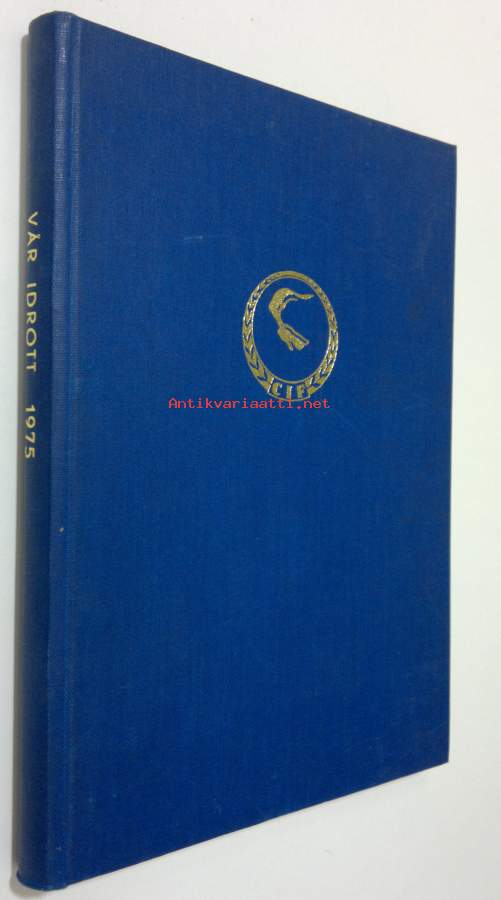 VÅR IDROTT 1975
CIF
Antikvariaatti.net